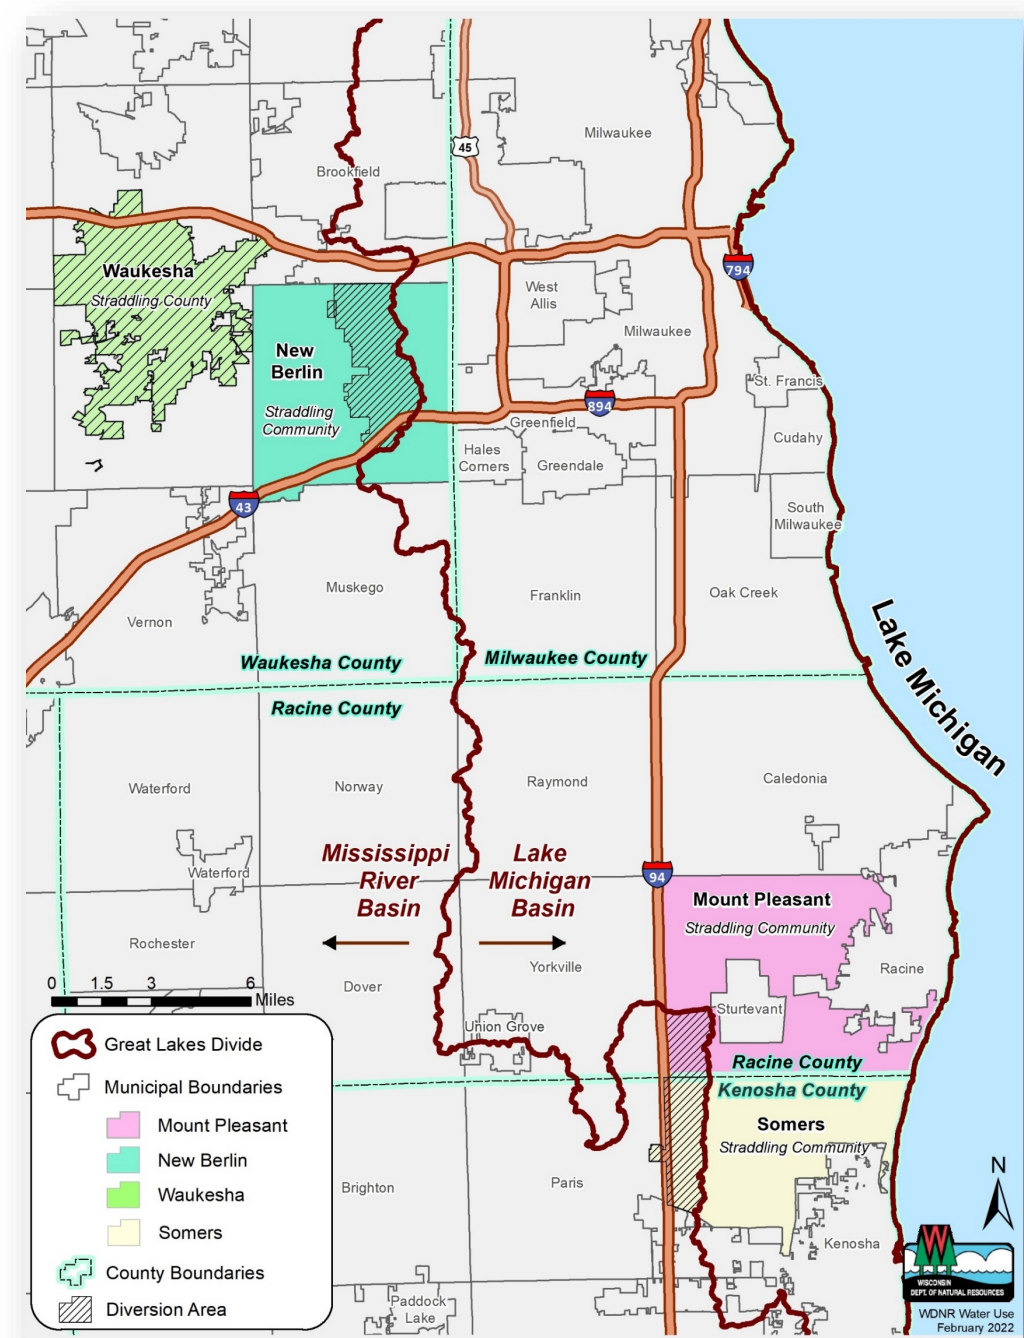 45
Milwaukee
Brookfield
794
Waukesha
Straddling County
West
Allis
Milwaukee
New
Berlin
Straddling
Community
St. Francis
894
Greenfield
Cudahy
Hales
Corners
Greendale
43
South
Milwaukee
Muskego
Franklin
Oak Creek
Vernon
Lake Michigan
Waukesha County
Milwaukee County
Racine County
Waterford
Norway
Raymond
Caledonia
Mississippi
River
Basin
Lake
Michigan
Basin
Waterford
94
Mount Pleasant
Straddling Community
Rochester
Yorkville
Racine
Dover
0 1.5 3 6
Miles
Sturtevant
Union Grove
Racine County
Kenosha County
Somers
Straddling Community
Brighton
Paris
Kenosha
Paddock
Lake
Great Lakes Divide
Municipal Boundaries
Mount Pleasant
New Berlin
Waukesha
Somers
County Boundaries
Diversion Area
N
W
WISCONSIN
DEPT. OF NATURAL RESOURCES
WDNR Water Use
February 2022